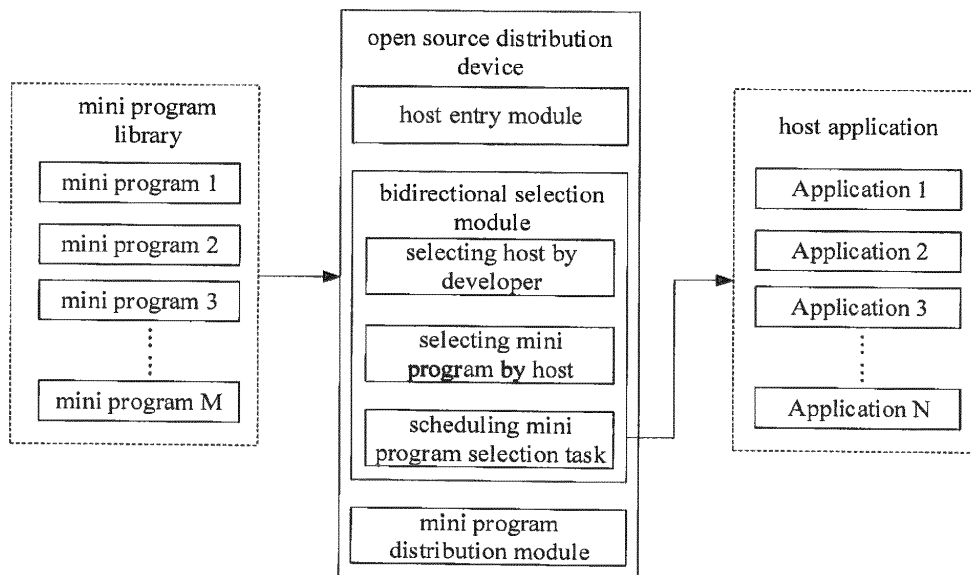 mini program
library
mini program 1
mini program 2
mini program 3
mini program M
open source distribution
device
host entry module
bidirectional selection
module
selecting host by
developer
selecting mini
program by host
scheduling mini
program selection task
mini program
distribution module
host application
Application 1
Application 2
Application 3
Application N